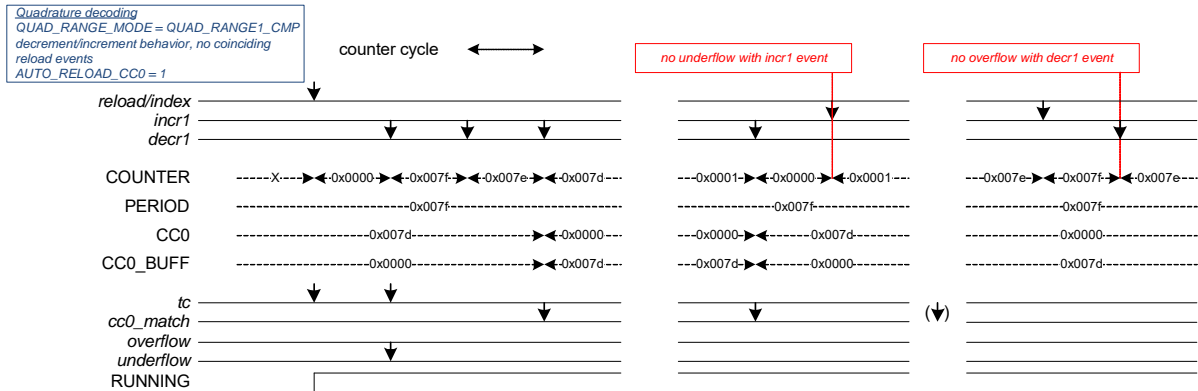 Quadrature decoding
QUAD_RANGE_MODE = QUAD_RANGE1_CMP
decrement/increment behavior, no coinciding
reload events
AUTO_RELOAD_CC0 = 1
counter cycle
no underflow with incr1 event
no overflow with decr1 event
reload/index
incr1
decr1
COUNTER X 0x0000 0x007f 0x007e 0x007d 0x0001 0x0000 0x0001 0x007e 0x007f 0x007e
PERIOD 0x007f 0x007f 0x007f
CC0 0x007d 0x0000 0x0000 0x007d 0x0000
CC0_BUFF 0x0000 0x007d 0x007d 0x0000 0x007d
tc
cc0_match ( )
overflow
underflow
RUNNING